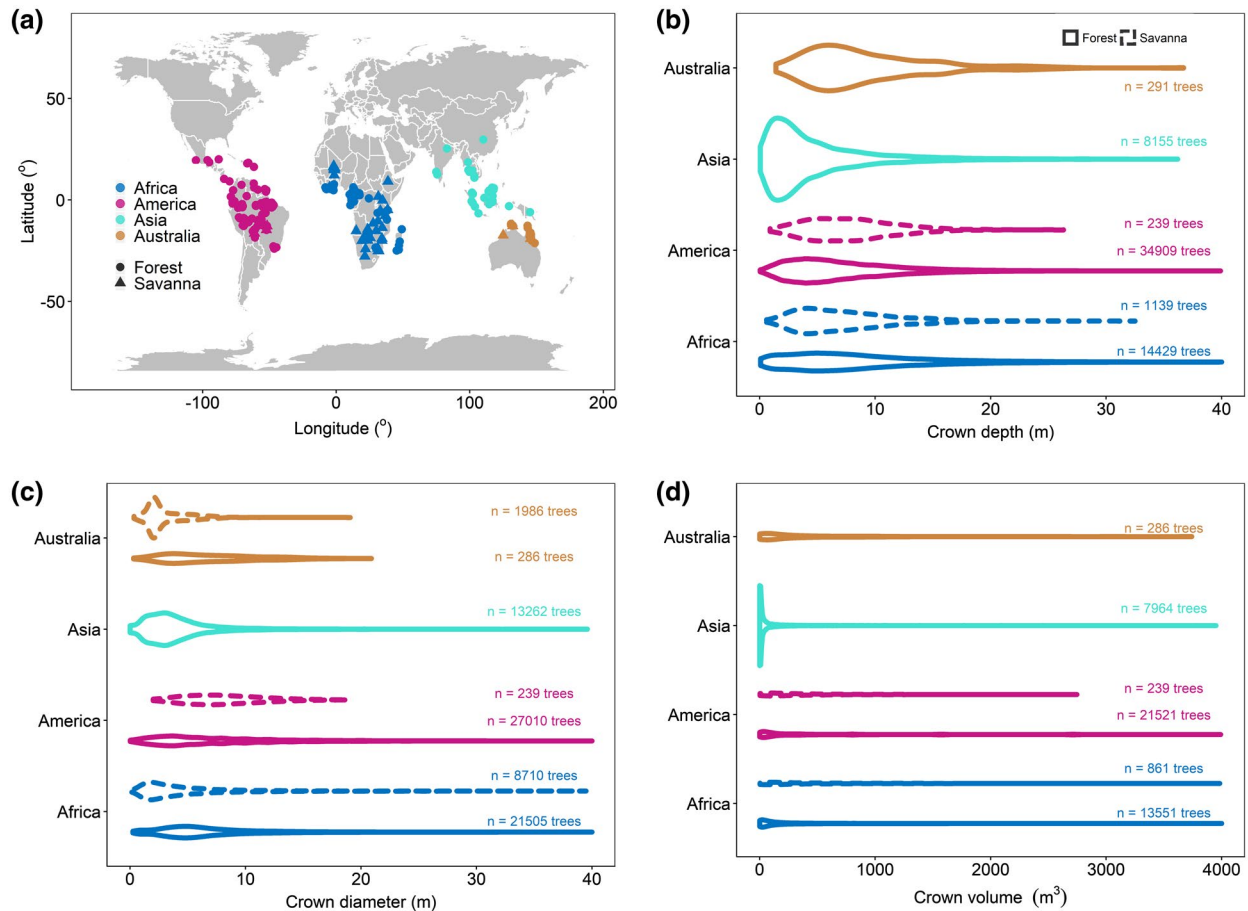 (a)
50
0
-50
Latitude (°)
Africa
America
Asia
Australia
Forest
Savanna
-100
0
100
200
Longitude (°)
(b)
Forest Savanna
Australia
n = 291 trees
Asia
n = 8155 trees
America
n = 239 trees
n = 34909 trees
Africa
n = 1139 trees
n = 14429 trees
0
10
20
30
40
Crown depth (m)
(c)
Australia
n = 1986 trees
n = 286 trees
Asia
n = 13262 trees
America
n = 239 trees
n = 27010 trees
Africa
n = 8710 trees
n = 21505 trees
0
10
20
30
40
Crown diameter (m)
(d)
Australia
n = 286 trees
Asia
n = 7964 trees
America
n = 239 trees
n = 21521 trees
Africa
n = 861 trees
n = 13551 trees
0
1000
2000
3000
4000
Crown volume (m³)